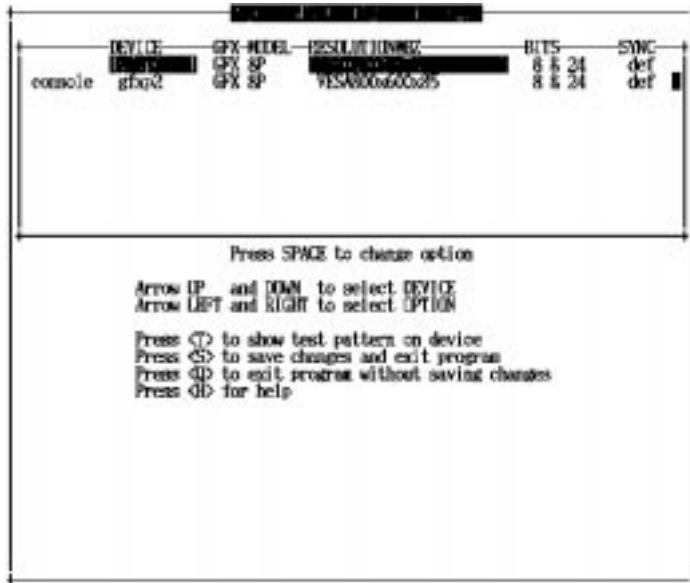 DEVICE GFX MODEL RESOLUTION@HZ BITS SYNC
GFX 8P 8 & 24 def
console gfxp2 GFX 8P VESA800x600x85 8 & 24 def
Press SPACE to change option
Arrow UP and DOWN to select DEVICE
Arrow LEFT and RIGHT to select OPTION
Press <T> to show test pattern on device
Press <S> to save changes and exit program
Press <Q> to exit program without saving changes
Press <H> for help